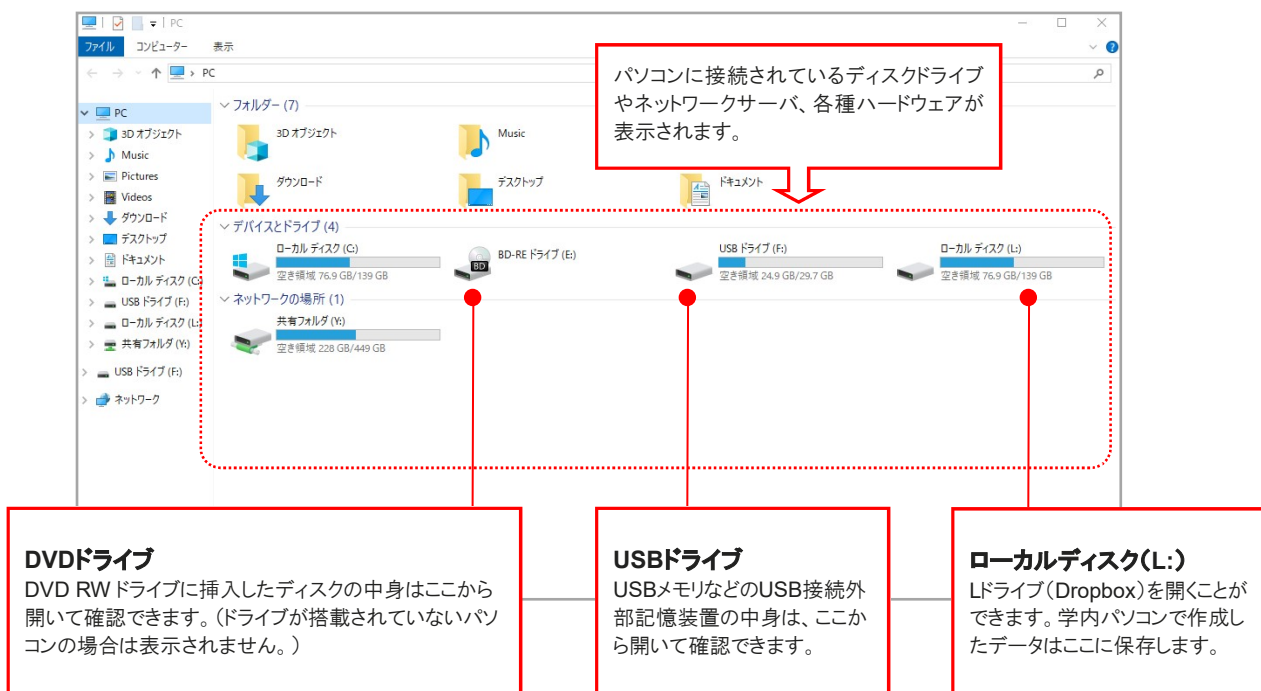 PC
ファイル コンピューター 表示
PC
パソコンに接続されているディスクドライブ
やネットワークサーバ、各種ハードウェアが
表示されます。
PC
3D オブジェクト
Music
Pictures
Videos
ダウンロード
デスクトップ
ドキュメント
ローカル ディスク (C:
USB ドライブ (F:)
ローカル ディスク (L:)
共有フォルダ (Y:)
USB ドライブ (F:)
ネットワーク
フォルダー (7)
3D オブジェクト
Music
ダウンロード
デスクトップ
ドキュメント
デバイスとドライブ (4)
ローカル ディスク (C:)
空き領域 76.9 GB/139 GB
BD
BD-RE ドライブ (E:)
USB ドライブ (F:)
空き領域 24.9 GB/29.7 GB
ローカル ディスク (L:)
空き領域 76.9 GB/139 GB
ネットワークの場所 (1)
共有フォルダ (Y:)
空き領域 228 GB/449 GB
DVDドライブ
DVD RW ドライブに挿入したディスクの中身はここから
開いて確認できます。(ドライブが搭載されていないパソ
コンの場合は表示されません。)
USBドライブ
USBメモリなどのUSB接続外
部記憶装置の中身は、ここか
ら開いて確認できます。
ローカルディスク(L:)
Lドライブ(Dropbox)を開くことが
できます。学内パソコンで作成し
たデータはここに保存します。